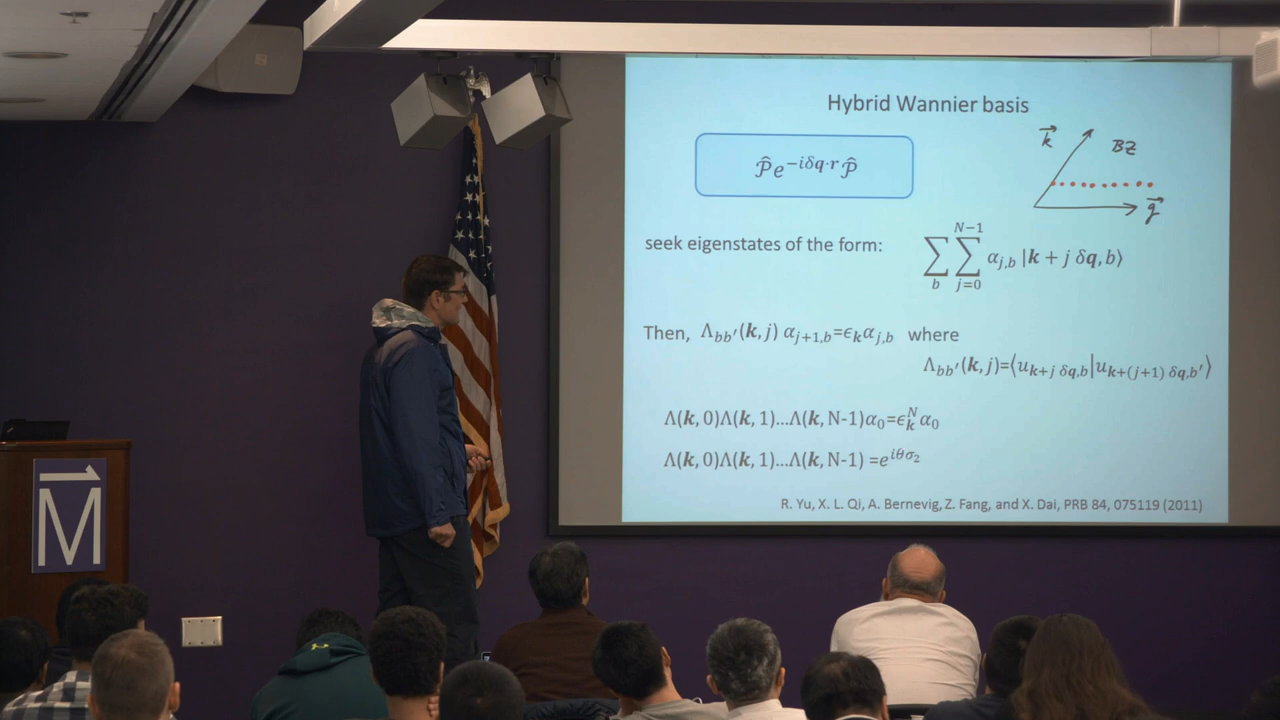 Hybrid Wannier basis
𝒫̂e^{-iδq·r}𝒫̂
k⃗ BZ
q⃗
seek eigenstates of the form: ∑_b ∑_{j=0}^{N−1} α_{j,b} |k + j δq, b⟩
Then, Λ_{bb′}(k, j) α_{j+1,b}=ϵ_kα_{j,b} where
Λ_{bb′}(k, j)=⟨u_{k+j δq,b}|u_{k+(j+1) δq,b′}⟩
Λ(k, 0)Λ(k, 1)...Λ(k, N-1)α_0=ϵ_k^N α_0
Λ(k, 0)Λ(k, 1)...Λ(k, N-1) =e^{iθσ_2}
R. Yu, X. L. Qi, A. Bernevig, Z. Fang, and X. Dai, PRB 84, 075119 (2011)
M